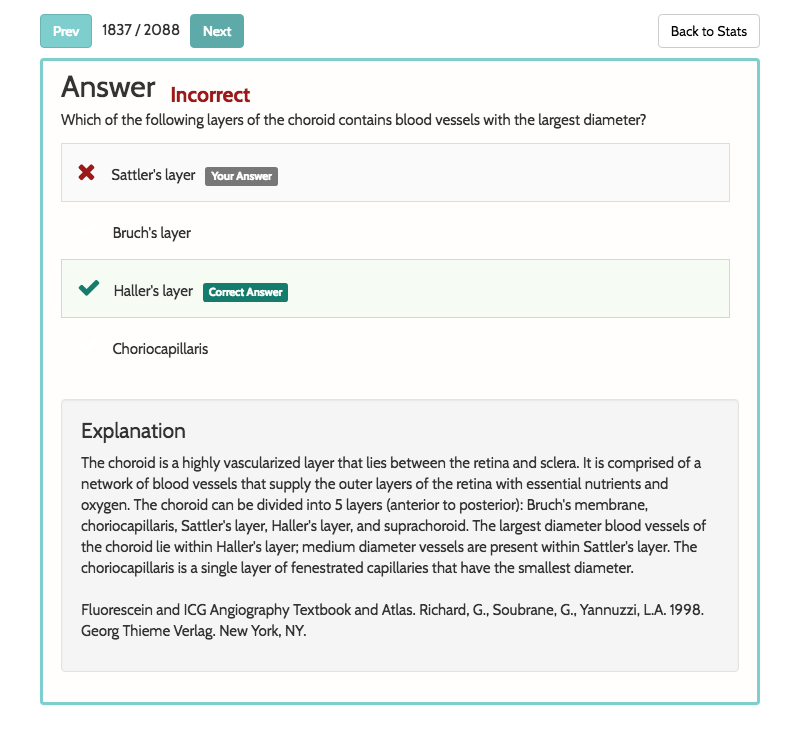 Prev 1837 / 2088 Next Back to Stats
Answer Incorrect
Which of the following layers of the choroid contains blood vessels with the largest diameter?
Sattler's layer Your Answer
Bruch's layer
Haller's layer Correct Answer
Choriocapillaris
Explanation
The choroid is a highly vascularized layer that lies between the retina and sclera. It is comprised of a
network of blood vessels that supply the outer layers of the retina with essential nutrients and
oxygen. The choroid can be divided into 5 layers (anterior to posterior): Bruch's membrane,
choriocapillaris, Sattler's layer, Haller's layer, and suprachoroid. The largest diameter blood vessels of
the choroid lie within Haller's layer; medium diameter vessels are present within Sattler's layer. The
choriocapillaris is a single layer of fenestrated capillaries that have the smallest diameter.
Fluorescein and ICG Angiography Textbook and Atlas. Richard, G., Soubrane, G., Yannuzzi, L.A. 1998.
Georg Thieme Verlag. New York, NY.